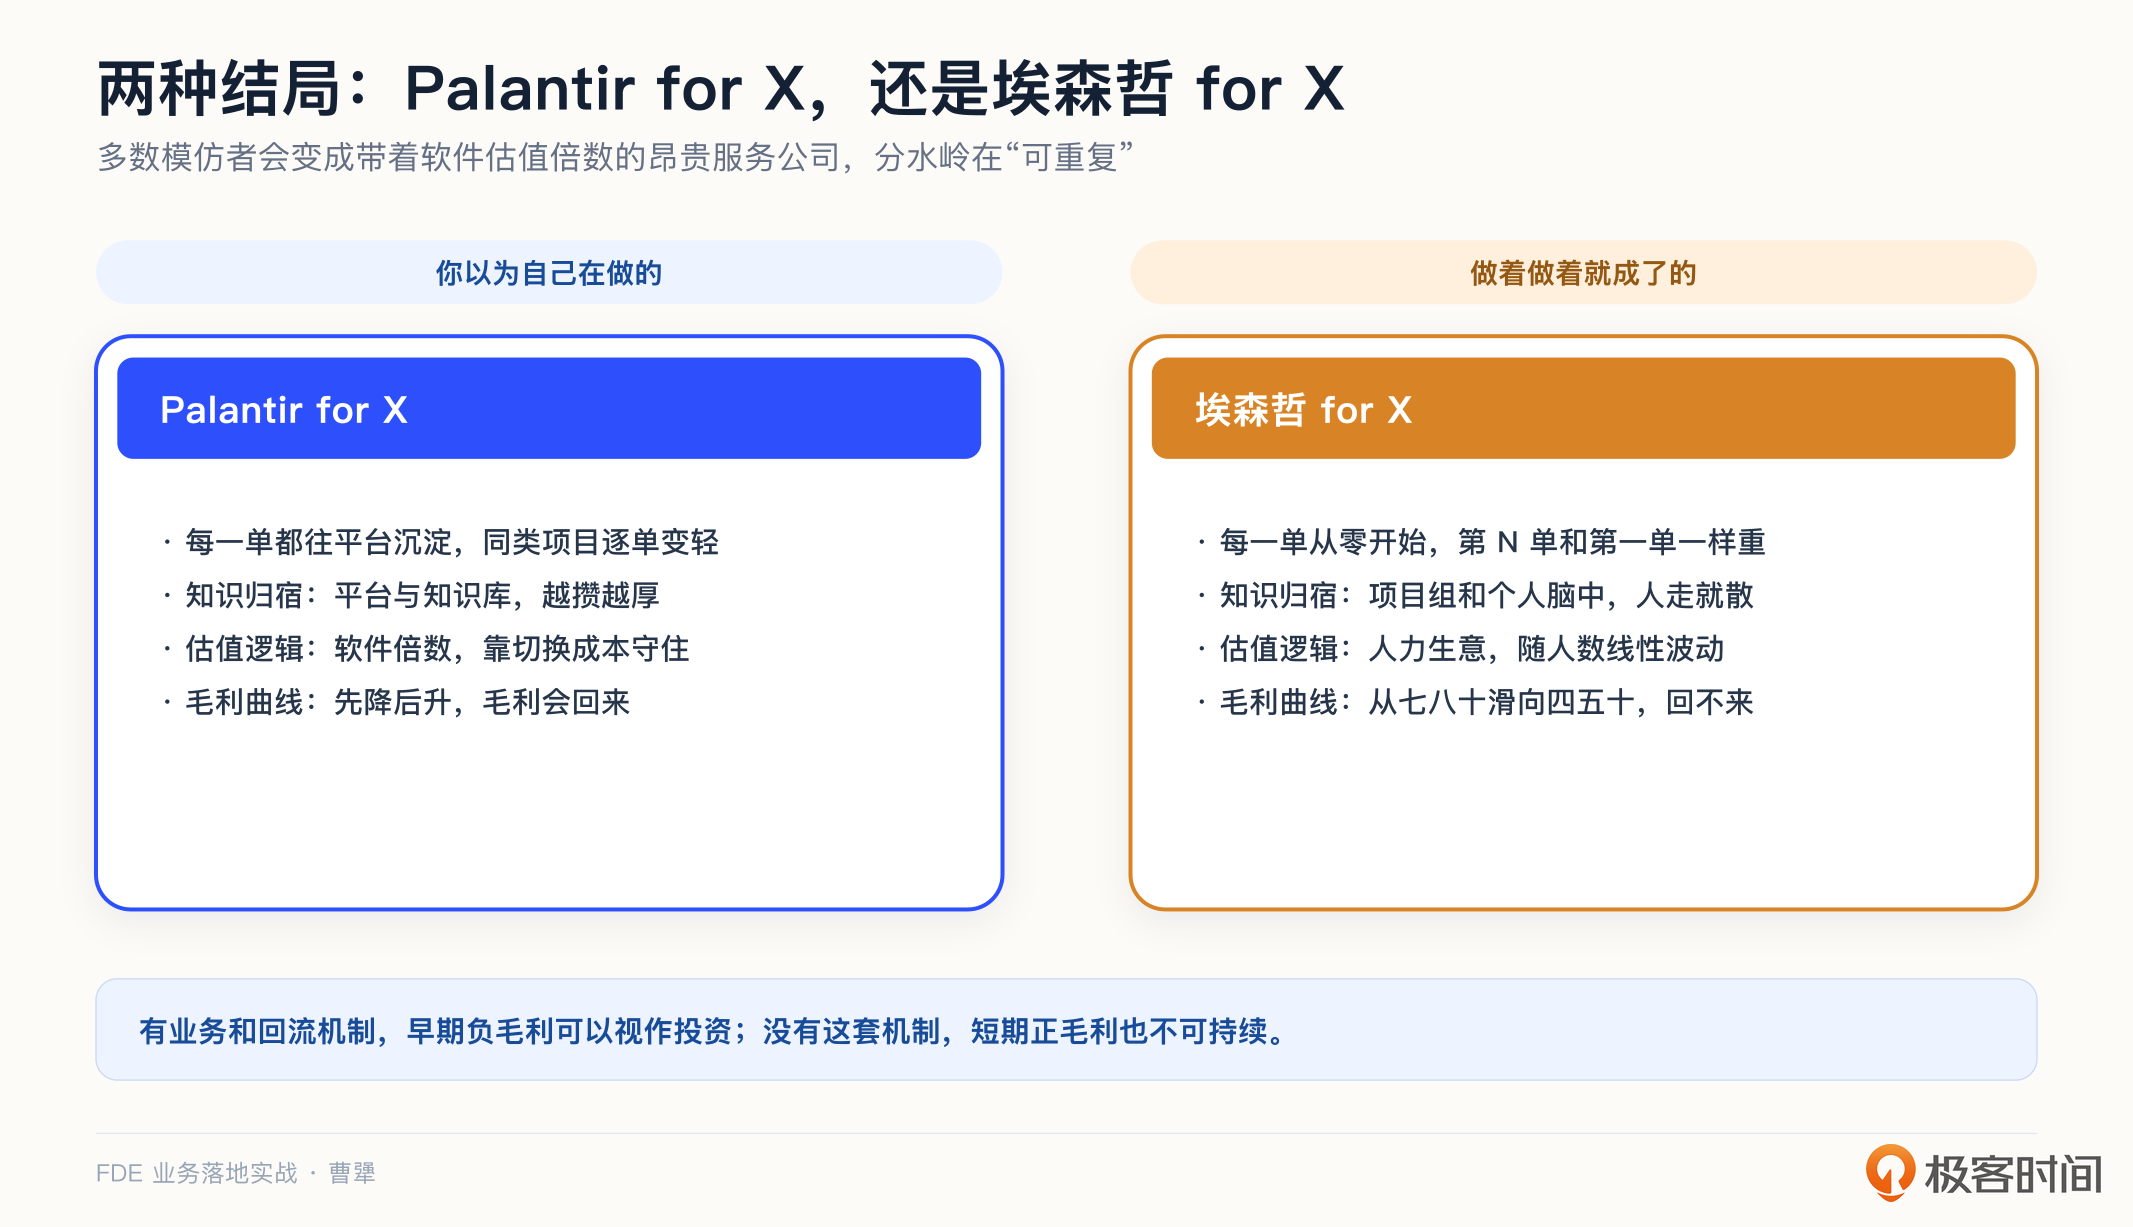 两种结局：Palantir for X，还是埃森哲 for X
多数模仿者会变成带着软件估值倍数的昂贵服务公司，分水岭在“可重复”
你以为自己在做的
Palantir for X
· 每一单都往平台沉淀，同类项目逐单变轻
· 知识归宿：平台与知识库，越攒越厚
· 估值逻辑：软件倍数，靠切换成本守住
· 毛利曲线：先降后升，毛利会回来
做着做着就成了的
埃森哲 for X
· 每一单从零开始，第 N 单和第一单一样重
· 知识归宿：项目组和个人脑中，人走就散
· 估值逻辑：人力生意，随人数线性波动
· 毛利曲线：从七八十滑向四五十，回不来
有业务和回流机制，早期负毛利可以视作投资；没有这套机制，短期正毛利也不可持续。
FDE 业务落地实战 · 曹犟
极客时间